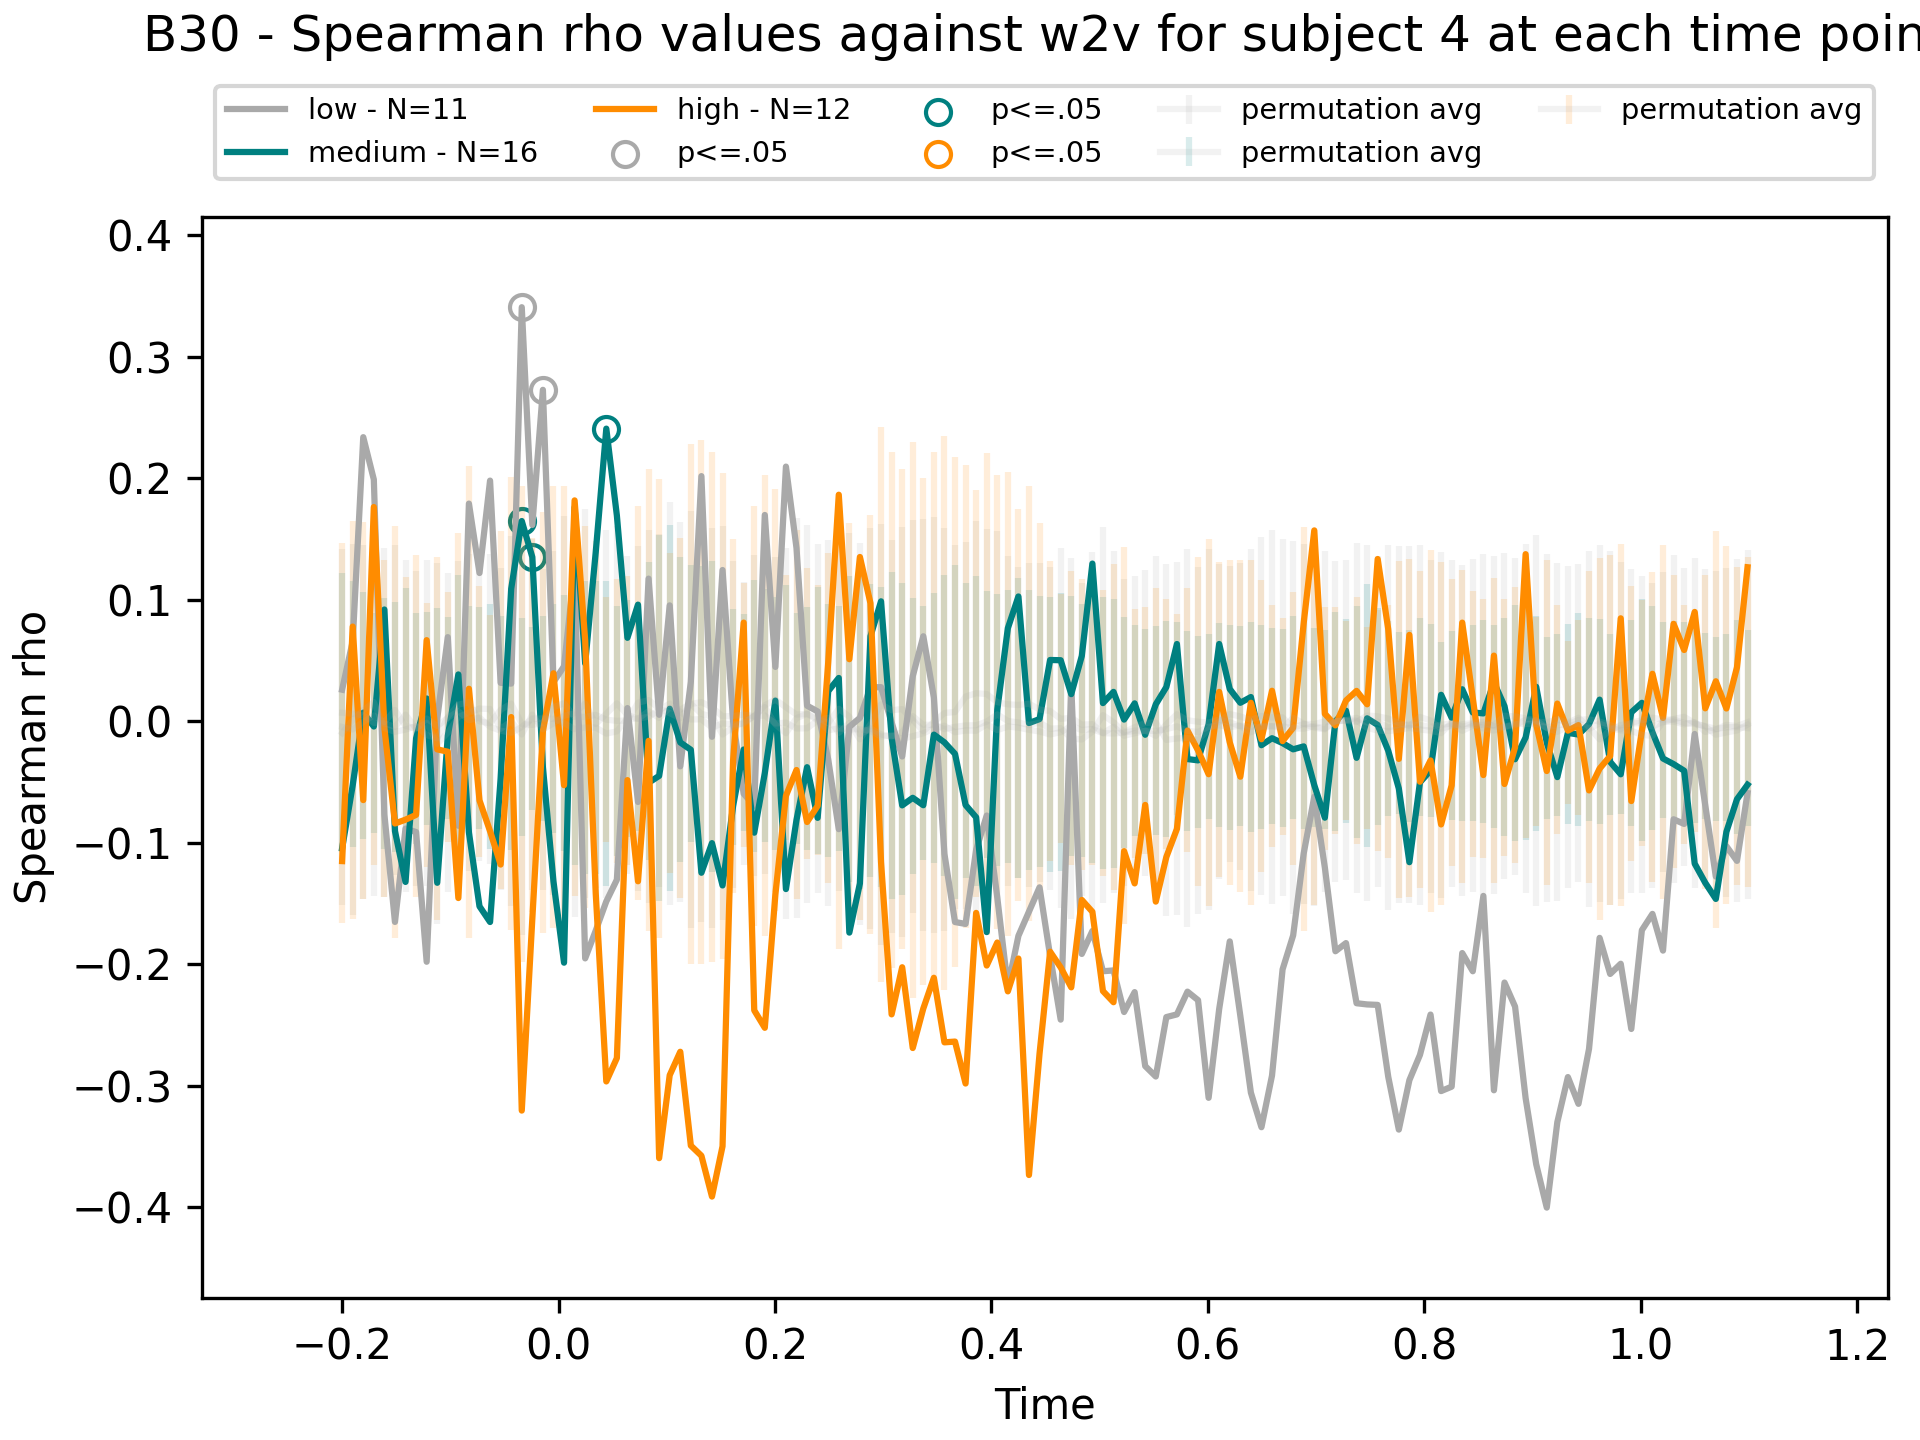 B30 - Spearman rho values against w2v for subject 4 at each time poin
low - N=11
medium - N=16
high - N=12
p<=.05
p<=.05
p<=.05
permutation avg
permutation avg
permutation avg
0.4
0.3
0.2
0.1
0.0
−0.1
−0.2
−0.3
−0.4
Spearman rho
−0.2 0.0 0.2 0.4 0.6 0.8 1.0 1.2
Time